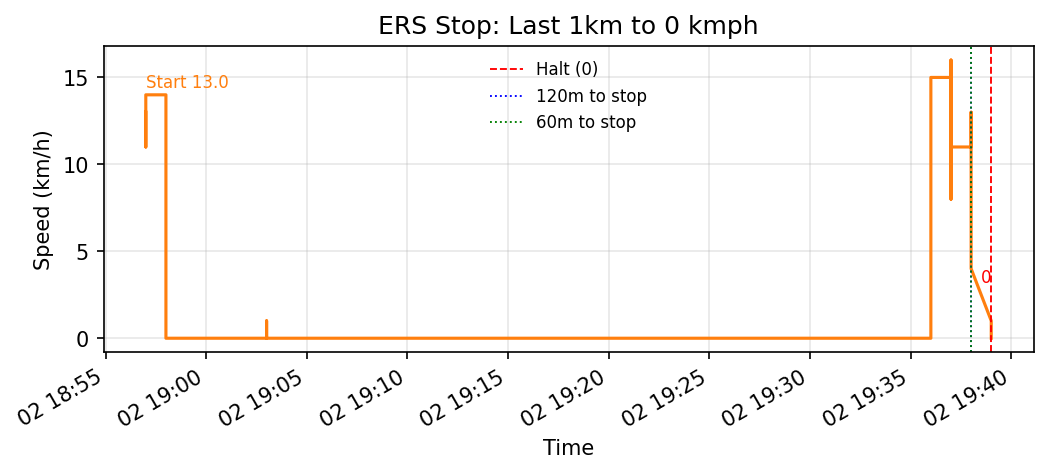 ERS Stop: Last 1km to 0 kmph
Start 13.0
Halt (0)
120m to stop
60m to stop
15
10
5
0
0
Speed (km/h)
02 18:55
02 19:00
02 19:05
02 19:10
02 19:15
02 19:20
02 19:25
02 19:30
02 19:35
02 19:40
Time